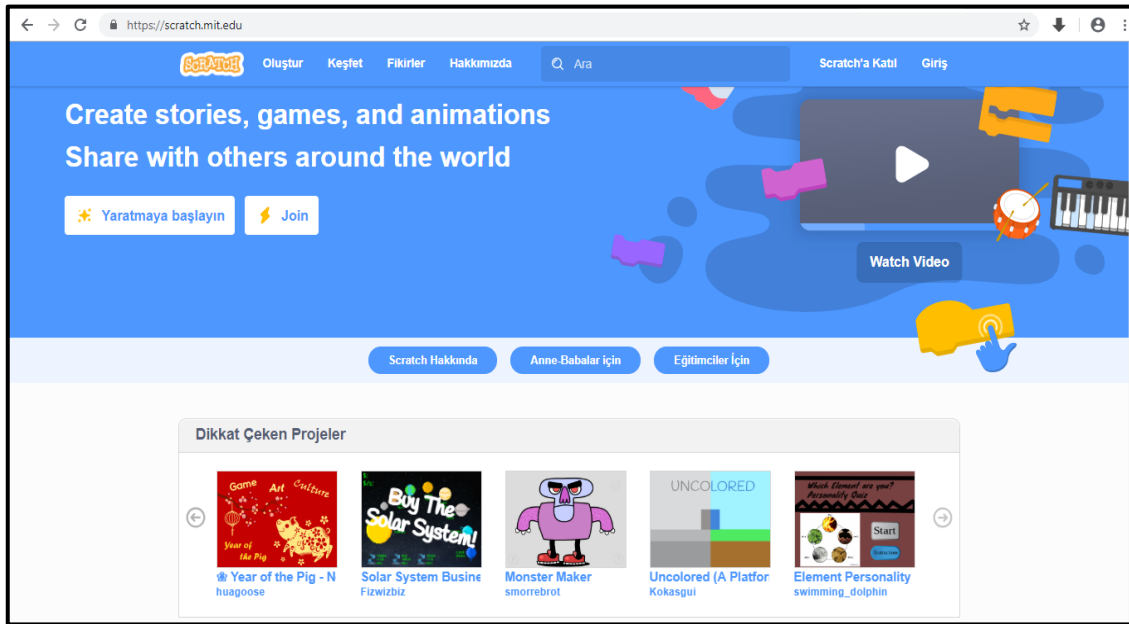 https://scratch.mit.edu
SCRATCH Oluştur Keşfet Fikirler Hakkımızda Ara Scratch'a Katıl Giriş
Create stories, games, and animations
Share with others around the world
Yaratmaya başlayın Join
Watch Video
Scratch Hakkında Anne-Babalar için Eğitimciler İçin
Dikkat Çeken Projeler
Game Art Culture
Year of the Pig
Buy The Solar System!
UNCOLORED
Which Element are you?
Personality Quiz
Start
Year of the Pig - N Solar System Busine Monster Maker Uncolored (A Platfor Element Personality
huagoose Fizwizbiz smorrebrot Kokasgui swimming_dolphin